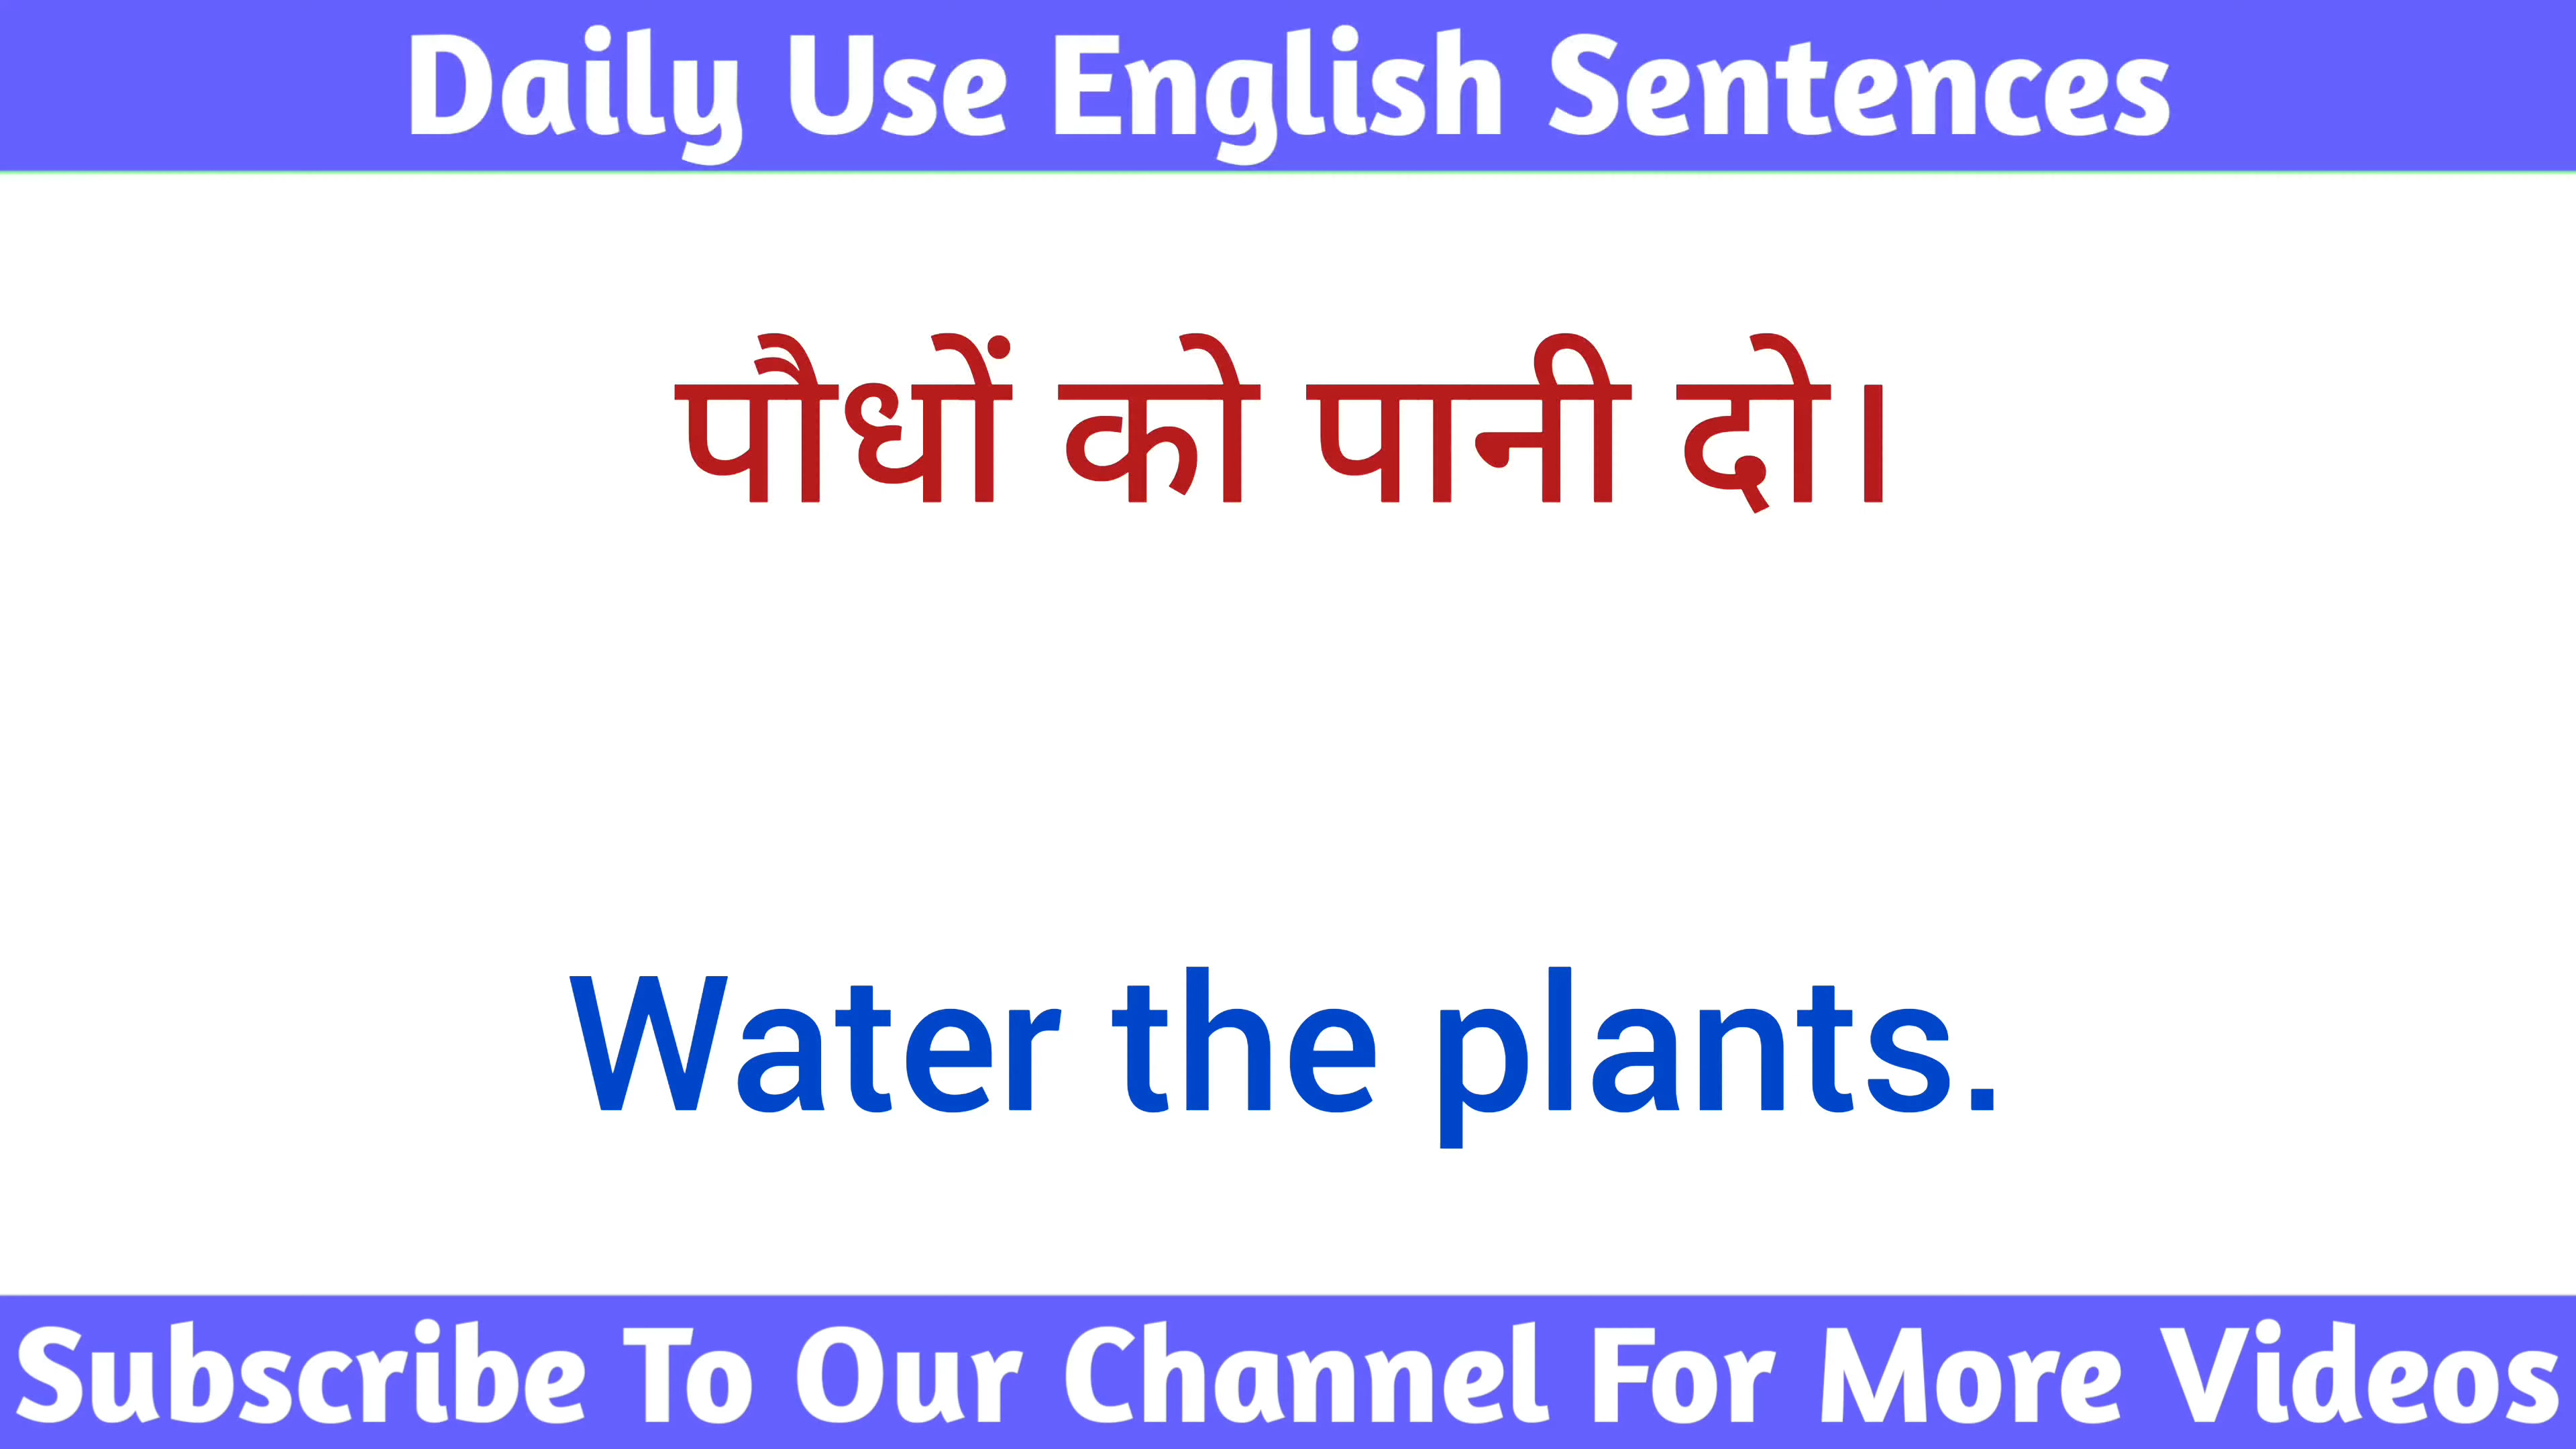 Daily Use English Sentences
पौधों को पानी दो।
Water the plants.
Subscribe To Our Channel For More Videos